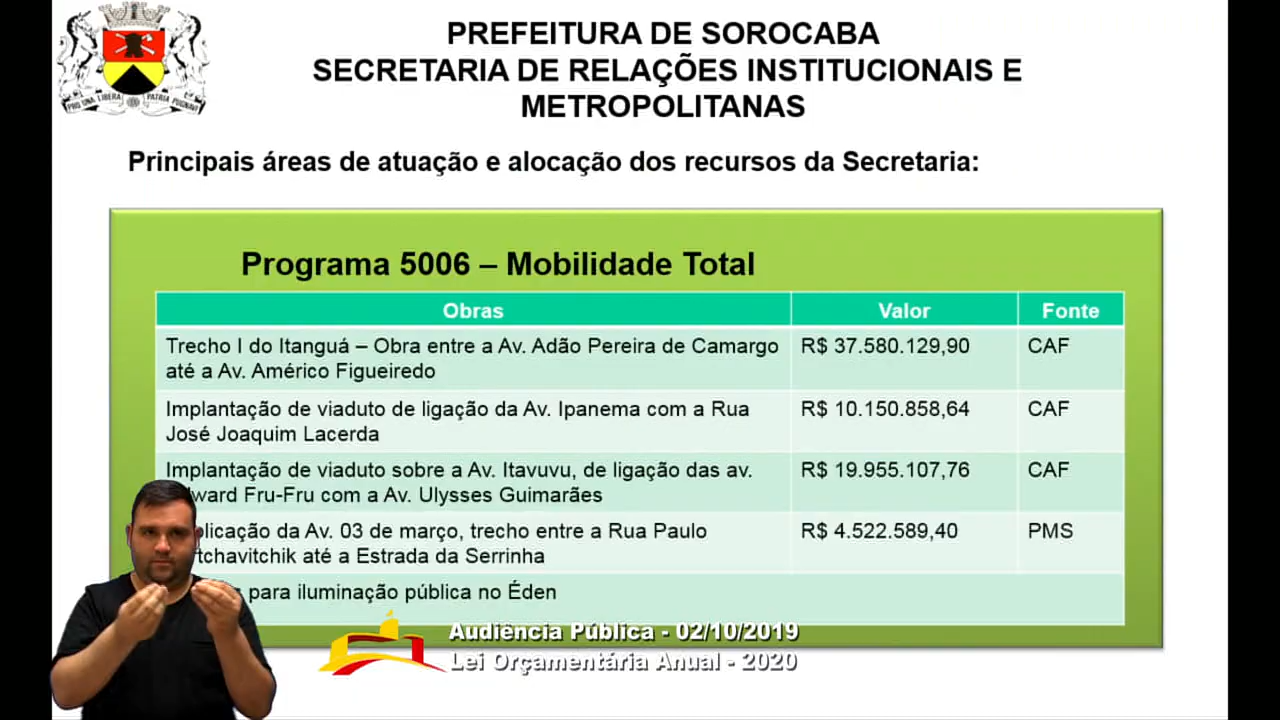 PREFEITURA DE SOROCABA
SECRETARIA DE RELAÇÕES INSTITUCIONAIS E
METROPOLITANAS
PRO UNA LIBERA PATRIA PUGNAVI
Principais áreas de atuação e alocação dos recursos da Secretaria:
Programa 5006 – Mobilidade Total
Obras Valor Fonte
Trecho I do Itanguá – Obra entre a Av. Adão Pereira de Camargo R$ 37.580.129,90 CAF
até a Av. Américo Figueiredo
Implantação de viaduto de ligação da Av. Ipanema com a Rua R$ 10.150.858,64 CAF
José Joaquim Lacerda
Implantação de viaduto sobre a Av. Itavuvu, de ligação das av. R$ 19.955.107,76 CAF
Fru-Fru com a Av. Ulysses Guimarães
da Av. 03 de março, trecho entre a Rua Paulo R$ 4.522.589,40 PMS
até a Estrada da Serrinha
para iluminação pública no Éden
Audiência Pública - 02/10/2019
Lei Orçamentária Anual - 2020